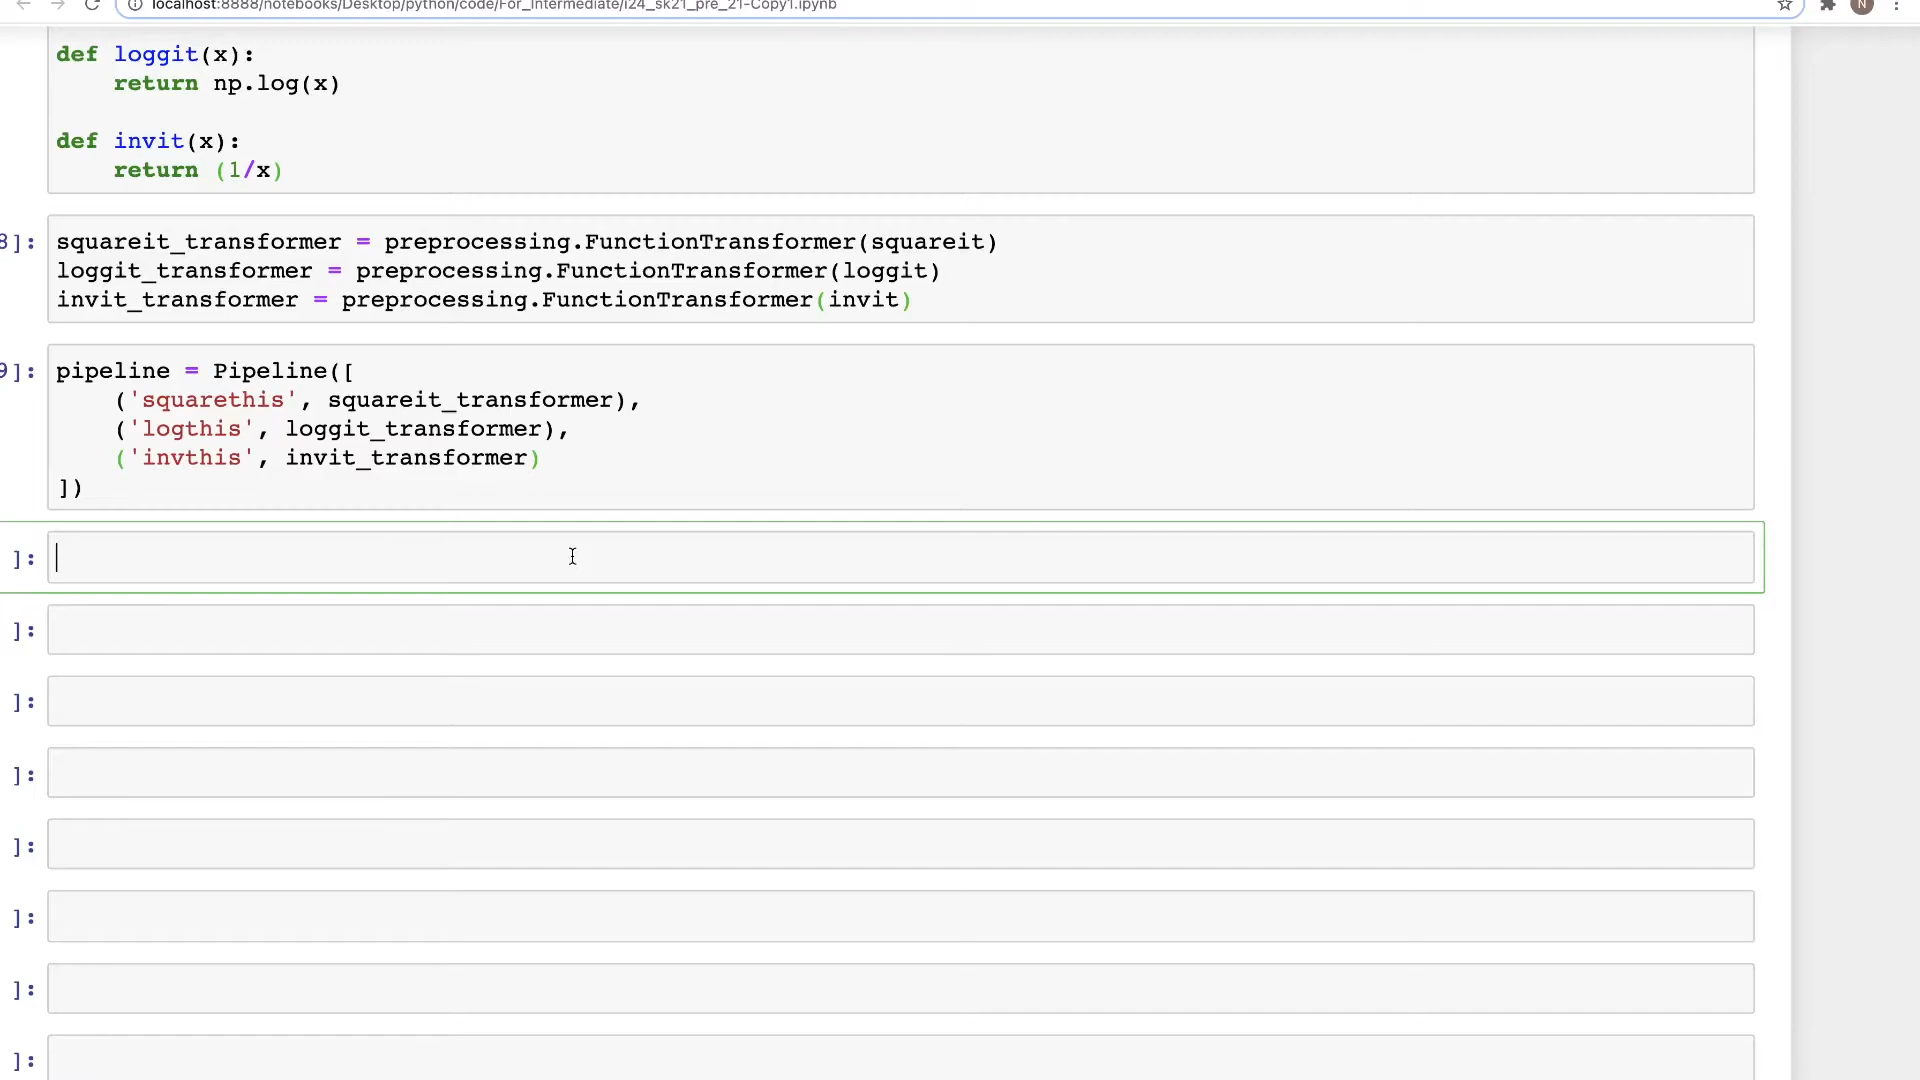 localhost:8888/notebooks/Desktop/python/code/For_Intermediate/i24_sk21_pre_21-Copy1.ipynb
N
def loggit(x):
    return np.log(x)
def invit(x):
    return (1/x)
8]:
squareit_transformer = preprocessing.FunctionTransformer(squareit)
loggit_transformer = preprocessing.FunctionTransformer(loggit)
invit_transformer = preprocessing.FunctionTransformer(invit)
9]:
pipeline = Pipeline([
    ('squarethis', squareit_transformer),
    ('logthis', loggit_transformer),
    ('invthis', invit_transformer)
])
]:
]:
]:
]:
]:
]:
]:
]: